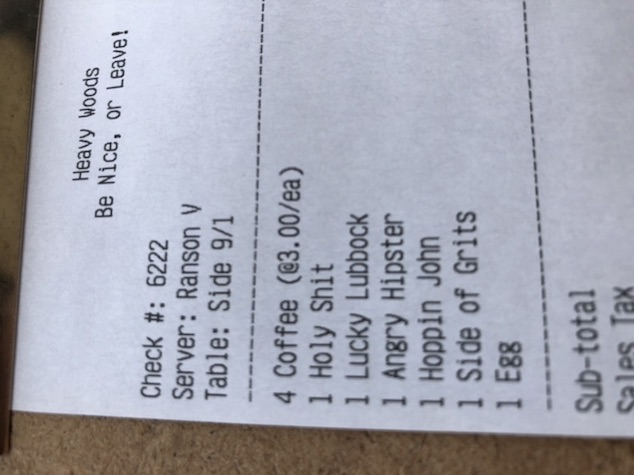 Heavy Woods
Be Nice, or Leave!
Check #: 6222
Server: Ranson V
Table: Side 9/1
4 Coffee (@3.00/ea)
1 Holy Shit
1 Lucky Lubbock
1 Angry Hipster
1 Hoppin John
1 Side of Grits
1 Egg
Sub-total
Sales Tax